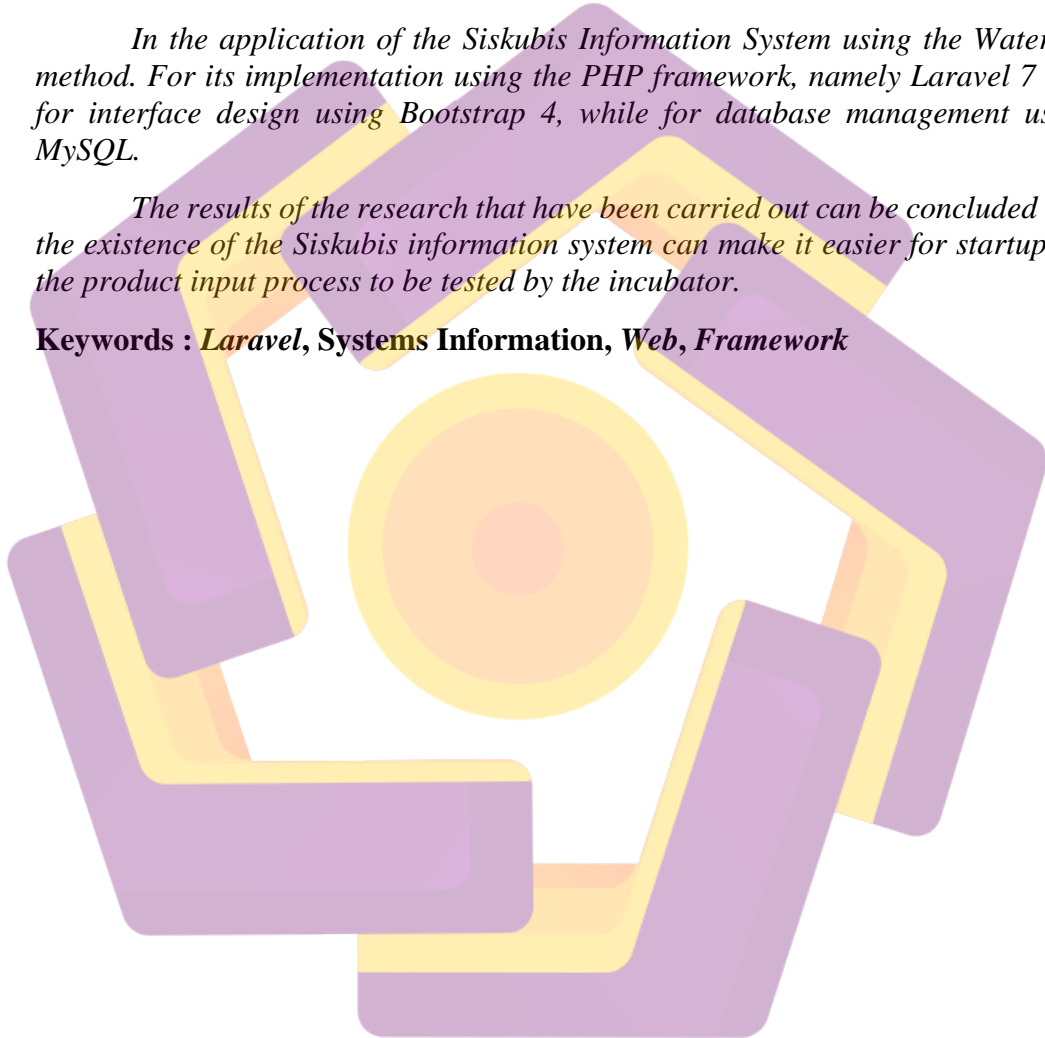 In the application of the Siskubis Information System using the Water
method. For its implementation using the PHP framework, namely Laravel 7
for interface design using Bootstrap 4, while for database management us
MySQL.
The results of the research that have been carried out can be concluded
the existence of the Siskubis information system can make it easier for startup
the product input process to be tested by the incubator.
Keywords : Laravel, Systems Information, Web, Framework